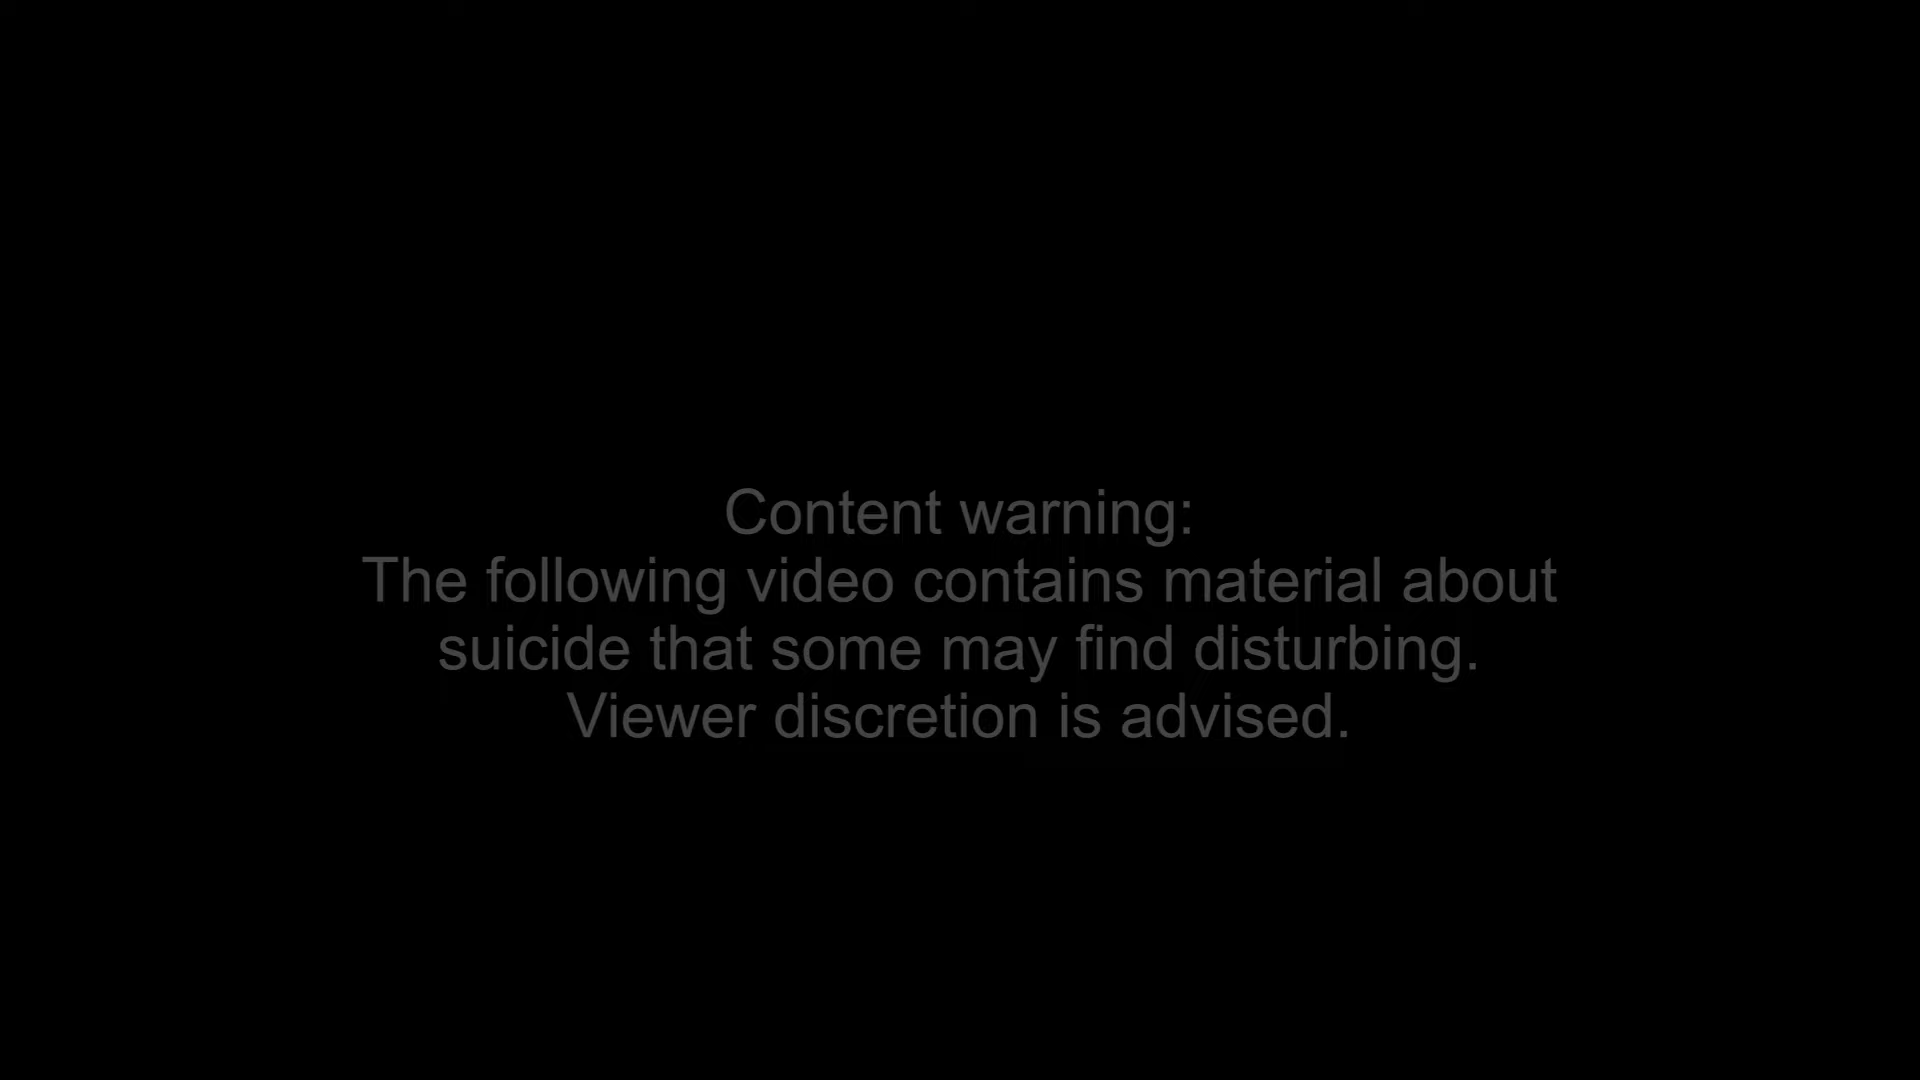 Content warning:
The following video contains material about
suicide that some may find disturbing.
Viewer discretion is advised.